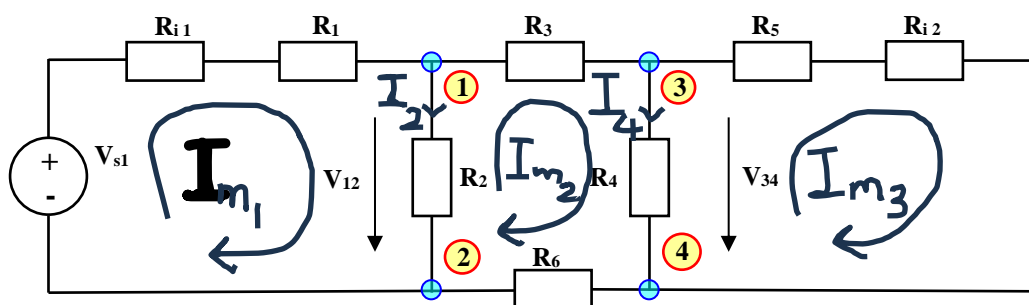 Ri 1 R1 R3 R5 Ri 2
1 3
I2 I4
+ Vs1 - Im1 V12 R2 Im2 R4 V34 Im3
2 4
R6